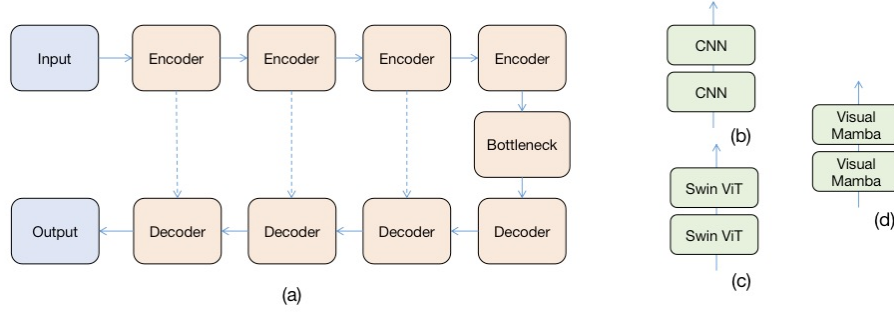 Input
Encoder
Encoder
Encoder
Encoder
Bottleneck
Output
Decoder
Decoder
Decoder
Decoder
(a)
CNN
CNN
(b)
Swin ViT
Swin ViT
(c)
Visual
Mamba
Visual
Mamba
(d)